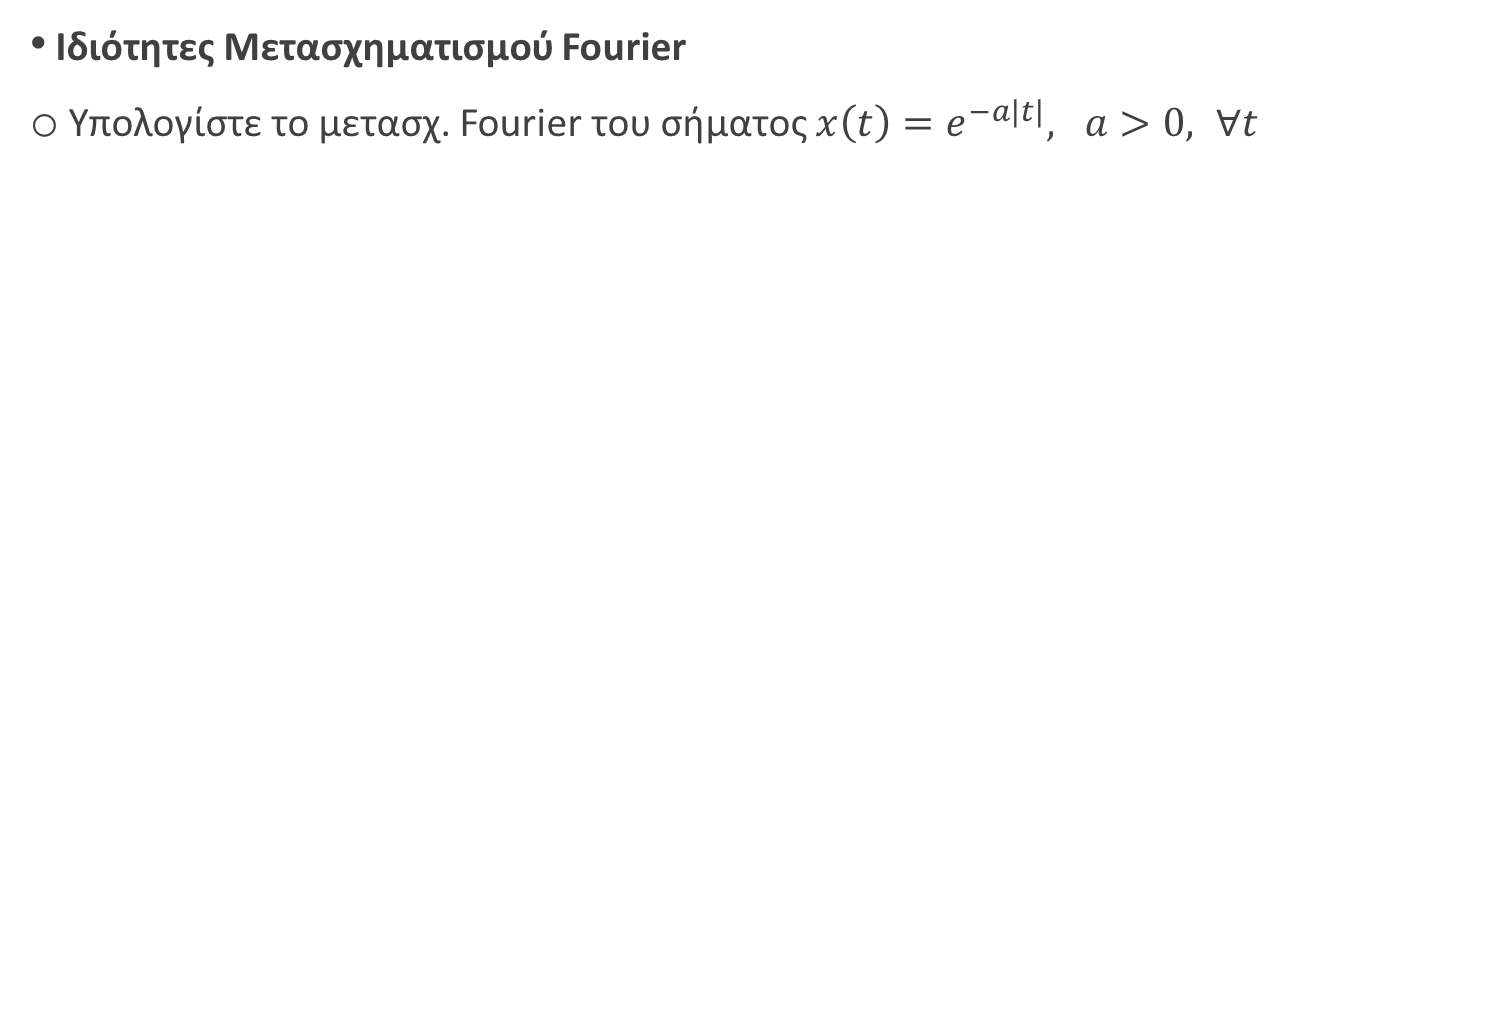 • Ιδιότητες Μετασχηματισμού Fourier
○ Υπολογίστε το μετασχ. Fourier του σήματος x(t) = e^{−a|t|}, a > 0, ∀t